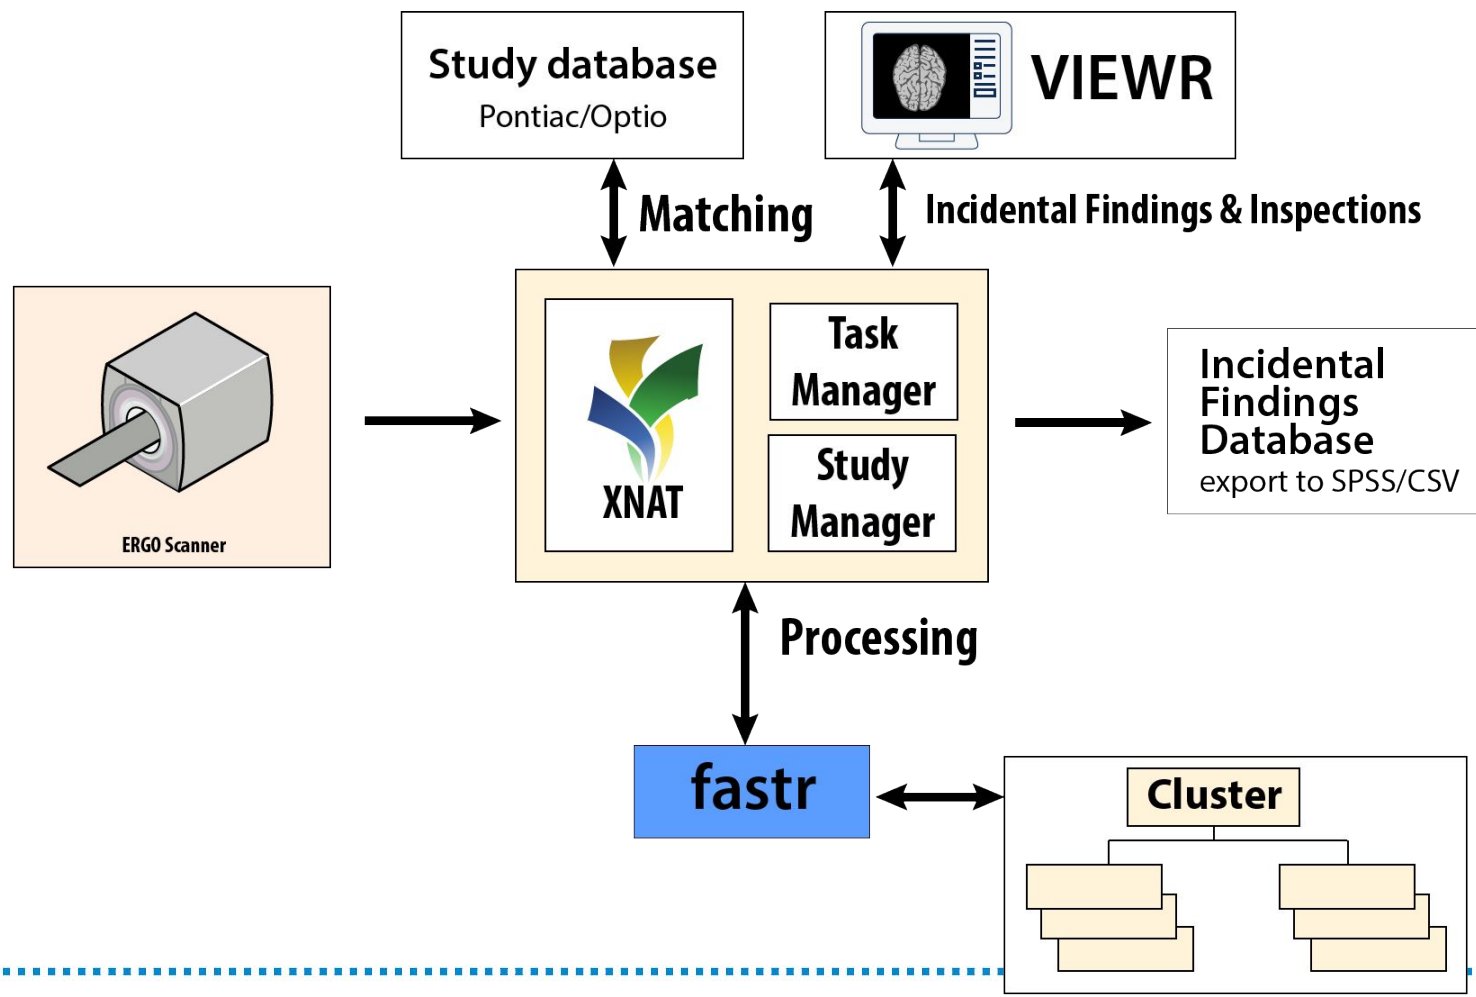 Study database
Pontiac/Optio
VIEWR
Matching
Incidental Findings & Inspections
ERGO Scanner
XNAT
Task
Manager
Study
Manager
Incidental
Findings
Database
export to SPSS/CSV
Processing
fastr
Cluster